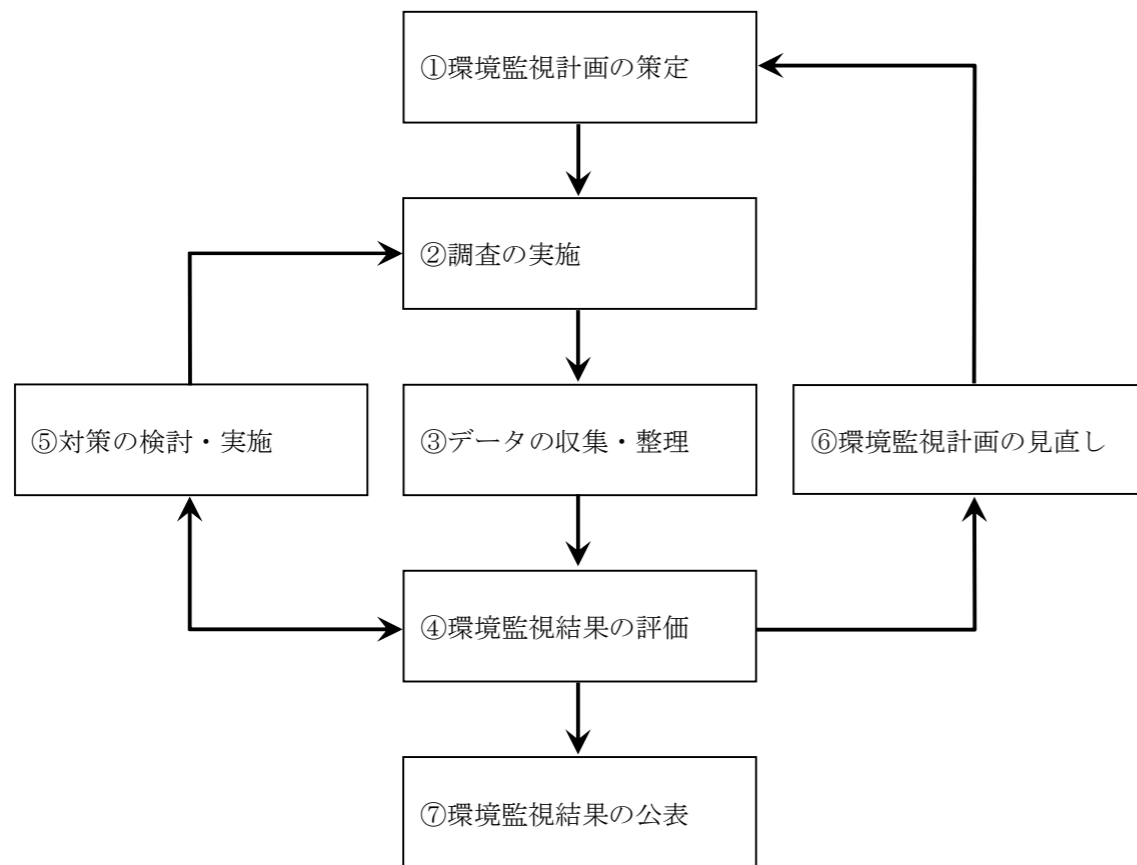 ①環境監視計画の策定
②調査の実施
⑤対策の検討・実施
③データの収集・整理
⑥環境監視計画の見直し
④環境監視結果の評価
⑦環境監視結果の公表